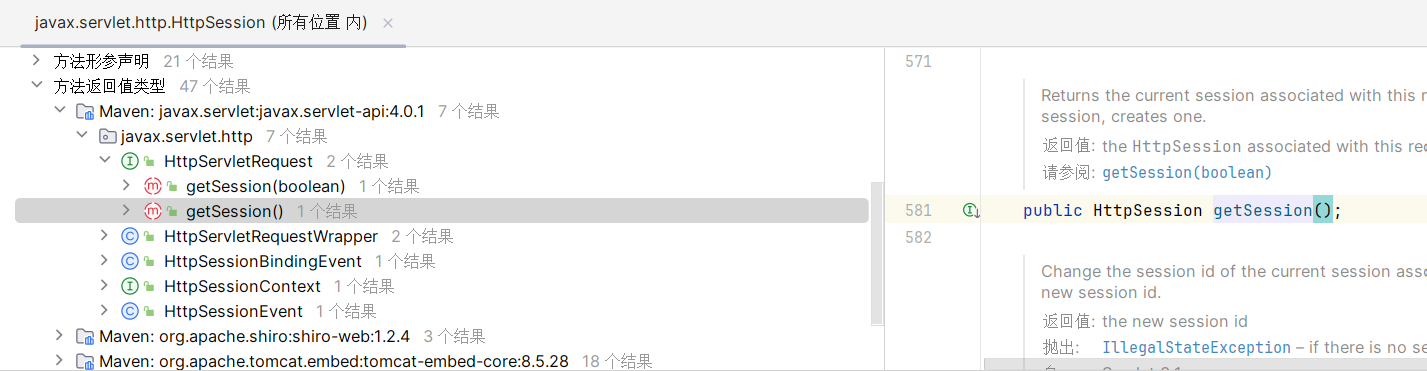 javax.servlet.http.HttpSession (所有位置 内)
方法形参声明 21 个结果
方法返回值类型 47 个结果
Maven: javax.servlet:javax.servlet-api:4.0.1 7 个结果
javax.servlet.http 7 个结果
HttpServletRequest 2 个结果
getSession(boolean) 1 个结果
getSession() 1 个结果
HttpServletRequestWrapper 2 个结果
HttpSessionBindingEvent 1 个结果
HttpSessionContext 1 个结果
HttpSessionEvent 1 个结果
Maven: org.apache.shiro:shiro-web:1.2.4 3 个结果
Maven: org.apache.tomcat.embed:tomcat-embed-core:8.5.28 18 个结果
571
Returns the current session associated with this
session, creates one.
返回值: the HttpSession associated with this
请参阅: getSession(boolean)
581 public HttpSession getSession();
582
Change the session id of the current session
new session id.
返回值: the new session id
抛出: IllegalStateException – if there is no